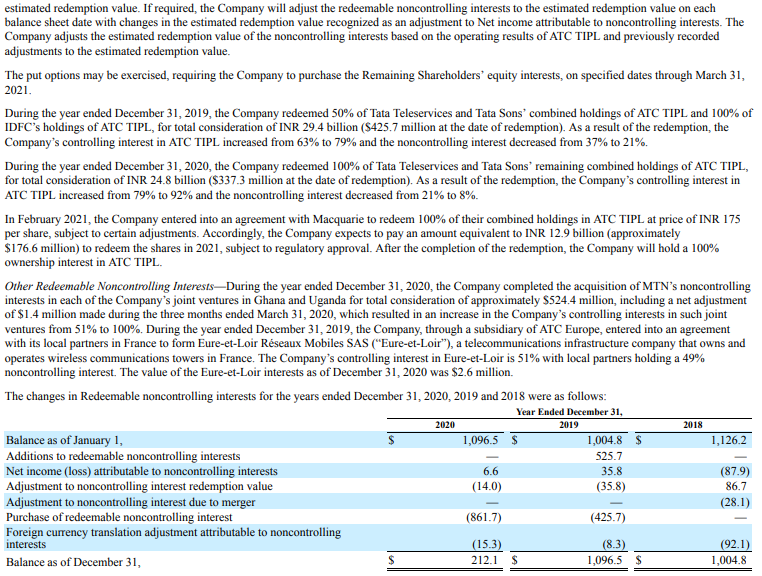 estimated redemption value. If required, the Company will adjust the redeemable noncontrolling interests to the estimated redemption value on each
balance sheet date with changes in the estimated redemption value recognized as an adjustment to Net income attributable to noncontrolling interests. The
Company adjusts the estimated redemption value of the noncontrolling interests based on the operating results of ATC TIPL and previously recorded
adjustments to the estimated redemption value.
The put options may be exercised, requiring the Company to purchase the Remaining Shareholders' equity interests, on specified dates through March 31,
2021.
During the year ended December 31, 2019, the Company redeemed 50% of Tata Teleservices and Tata Sons' combined holdings of ATC TIPL and 100% of
IDFC's holdings of ATC TIPL, for total consideration of INR 29.4 billion ($425.7 million at the date of redemption). As a result of the redemption, the
Company's controlling interest in ATC TIPL increased from 63% to 79% and the noncontrolling interest decreased from 37% to 21%.
During the year ended December 31, 2020, the Company redeemed 100% of Tata Teleservices and Tata Sons' remaining combined holdings of ATC TIPL,
for total consideration of INR 24.8 billion ($337.3 million at the date of redemption). As a result of the redemption, the Company's controlling interest in
ATC TIPL increased from 79% to 92% and the noncontrolling interest decreased from 21% to 8%.
In February 2021, the Company entered into an agreement with Macquarie to redeem 100% of their combined holdings in ATC TIPL at price of INR 175
per share, subject to certain adjustments. Accordingly, the Company expects to pay an amount equivalent to INR 12.9 billion (approximately
$176.6 million) to redeem the shares in 2021, subject to regulatory approval. After the completion of the redemption, the Company will hold a 100%
ownership interest in ATC TIPL.
Other Redeemable Noncontrolling Interests—During the year ended December 31, 2020, the Company completed the acquisition of MTN's noncontrolling
interests in each of the Company's joint ventures in Ghana and Uganda for total consideration of approximately $524.4 million, including a net adjustment
of $1.4 million made during the three months ended March 31, 2020, which resulted in an increase in the Company's controlling interests in such joint
ventures from 51% to 100%. During the year ended December 31, 2019, the Company, through a subsidiary of ATC Europe, entered into an agreement
with its local partners in France to form Eure-et-Loir Réseaux Mobiles SAS ("Eure-et-Loir"), a telecommunications infrastructure company that owns and
operates wireless communications towers in France. The Company's controlling interest in Eure-et-Loir is 51% with local partners holding a 49%
noncontrolling interest. The value of the Eure-et-Loir interests as of December 31, 2020 was $2.6 million.
The changes in Redeemable noncontrolling interests for the years ended December 31, 2020, 2019 and 2018 were as follows:
Year Ended December 31,
2020 2019 2018
Balance as of January 1, $ 1,096.5 $ 1,004.8 $ 1,126.2
Additions to redeemable noncontrolling interests — 525.7 —
Net income (loss) attributable to noncontrolling interests 6.6 35.8 (87.9)
Adjustment to noncontrolling interest redemption value (14.0) (35.8) 86.7
Adjustment to noncontrolling interest due to merger — — (28.1)
Purchase of redeemable noncontrolling interest (861.7) (425.7) —
Foreign currency translation adjustment attributable to noncontrolling
interests (15.3) (8.3) (92.1)
Balance as of December 31, $ 212.1 $ 1,096.5 $ 1,004.8